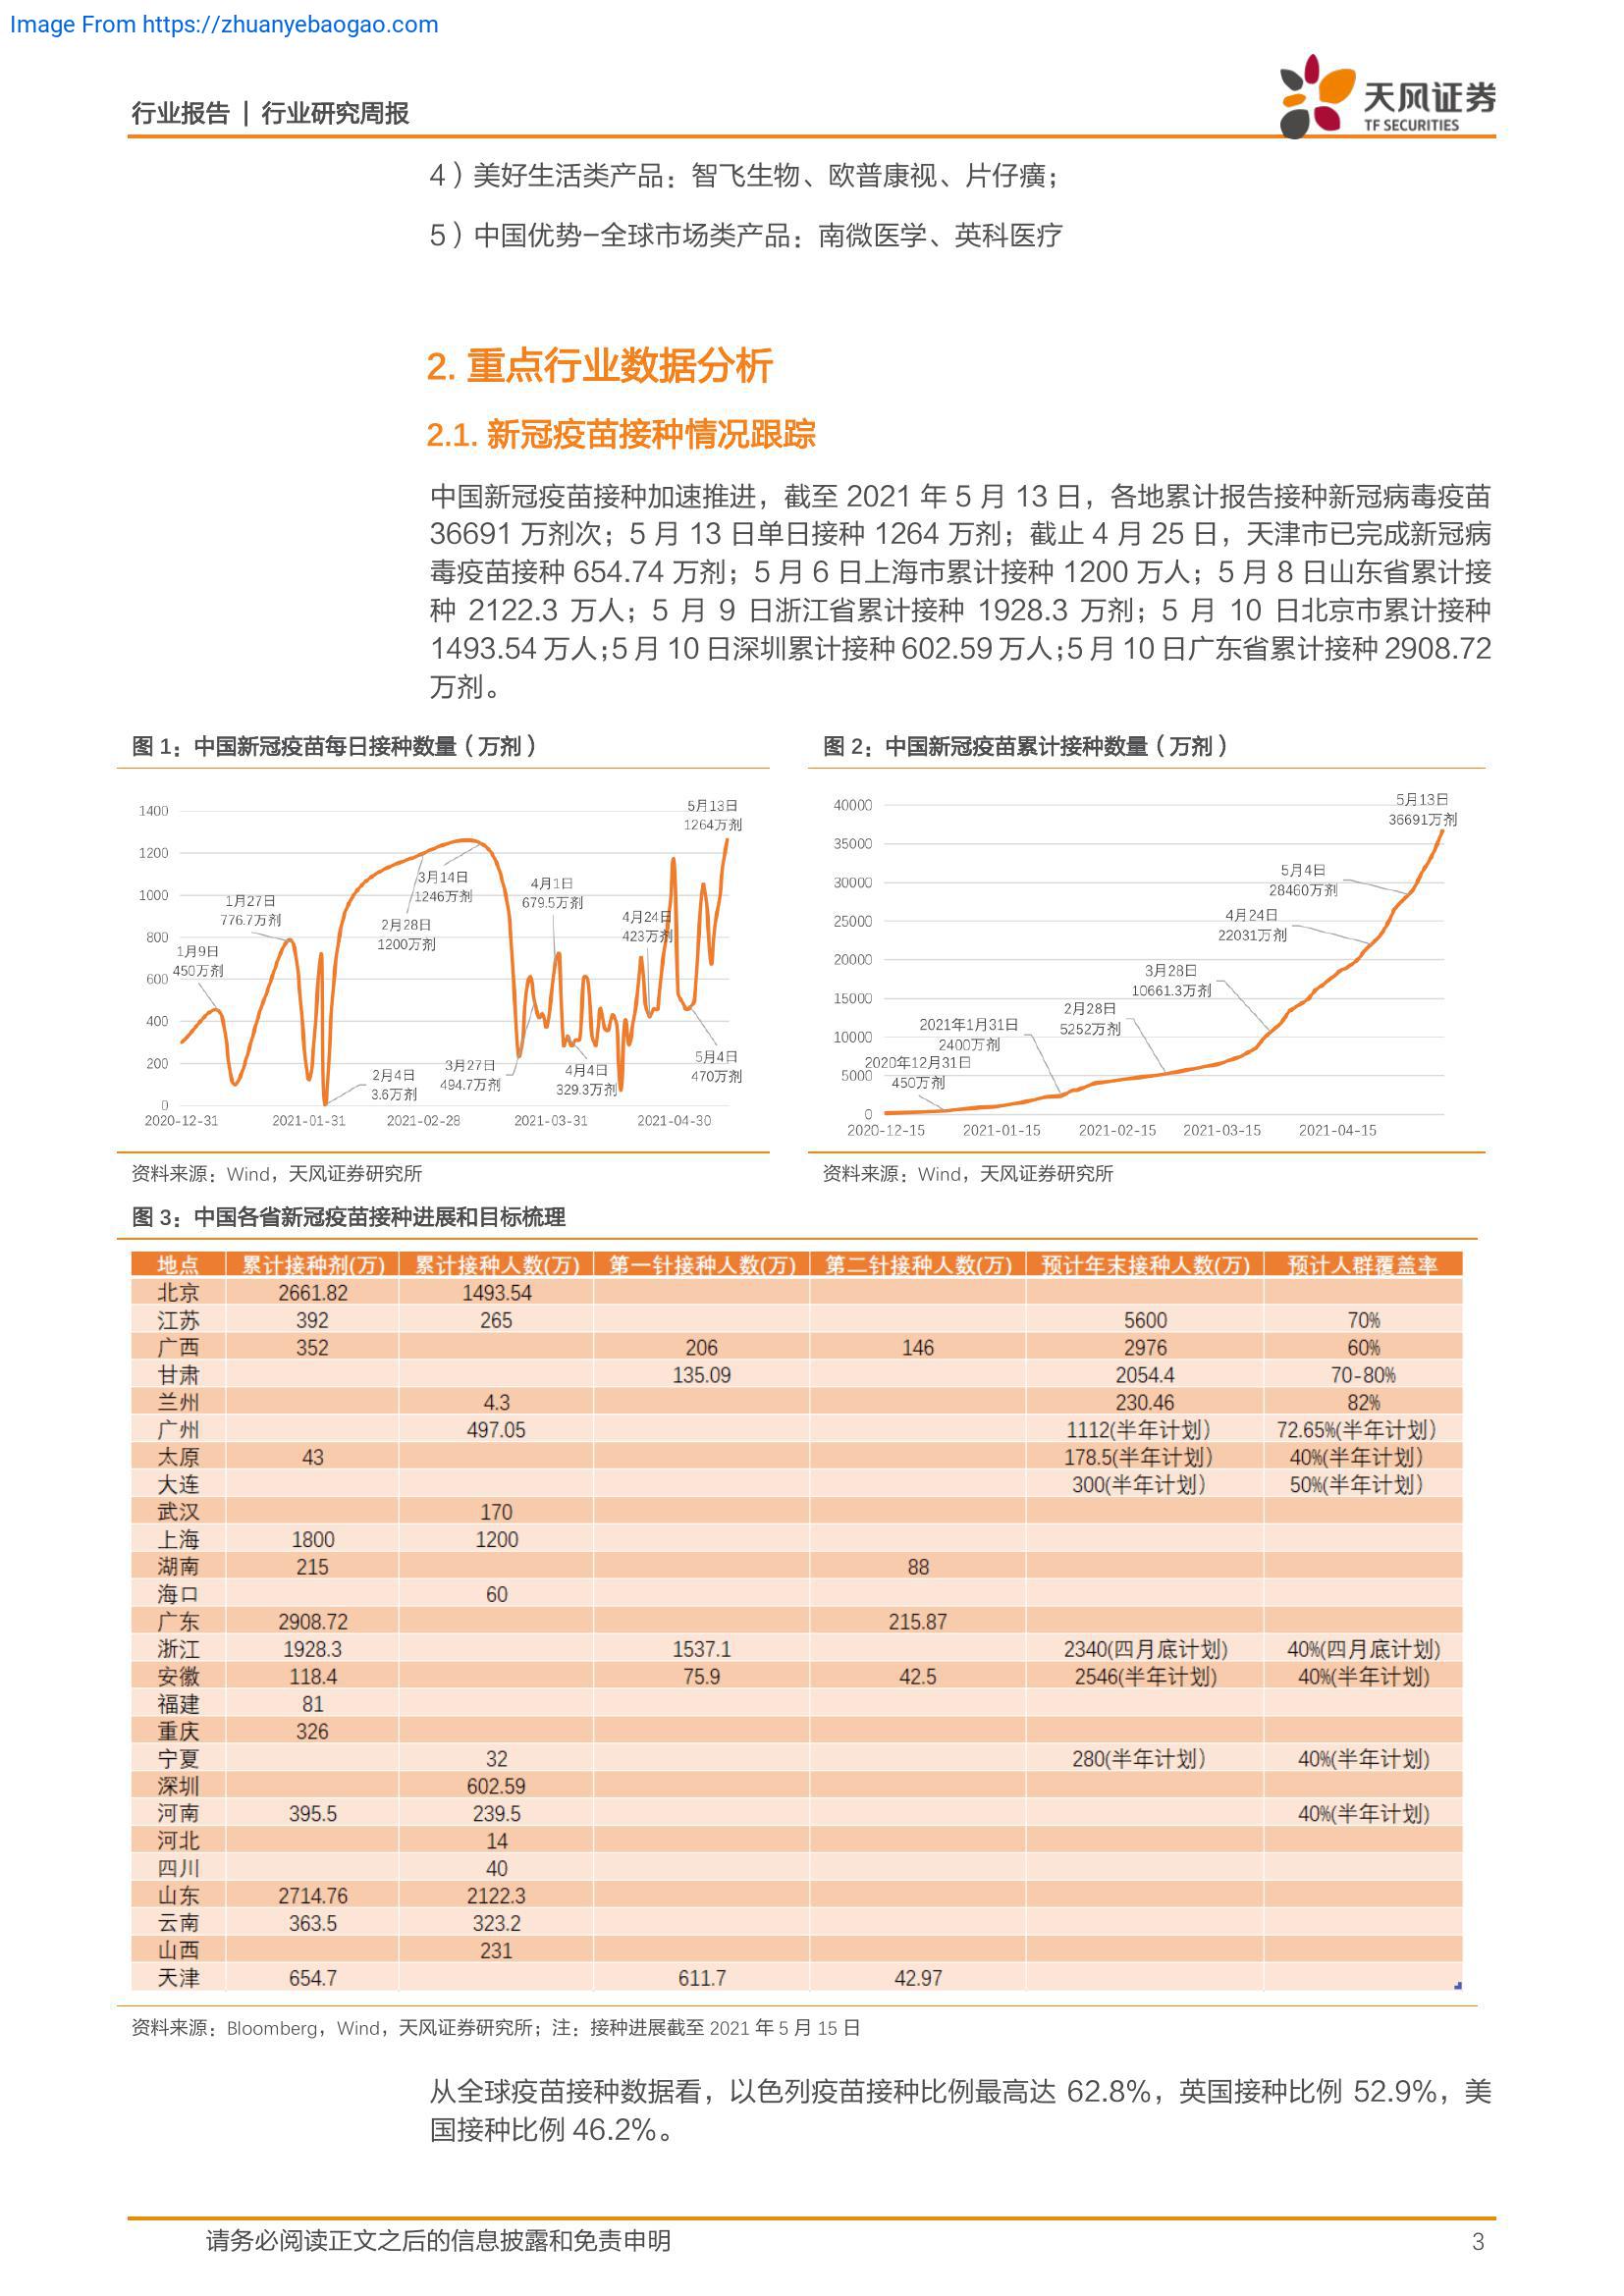 Image From https://zhuanyebaogao.com
行业报告 | 行业研究周报
天风证券
TF SECURITIES
4）美好生活类产品：智飞生物、欧普康视、片仔癀；
5）中国优势-全球市场类产品：南微医学、英科医疗
2. 重点行业数据分析
2.1. 新冠疫苗接种情况跟踪
中国新冠疫苗接种加速推进，截至 2021 年 5 月 13 日，各地累计报告接种新冠病毒疫苗
36691 万剂次；5 月 13 日单日接种 1264 万剂；截止 4 月 25 日，天津市已完成新冠病
毒疫苗接种 654.74 万剂；5 月 6 日上海市累计接种 1200 万人；5 月 8 日山东省累计接
种 2122.3 万人；5 月 9 日浙江省累计接种 1928.3 万剂；5 月 10 日北京市累计接种
1493.54 万人；5 月 10 日深圳累计接种 602.59 万人；5 月 10 日广东省累计接种 2908.72
万剂。
图 1：中国新冠疫苗每日接种数量（万剂）
1400
1200
1000
800
600
400
200
0
2020-12-31 2021-01-31 2021-02-28 2021-03-31 2021-04-30
1月9日
450万剂
1月27日
776.7万剂
2月4日
3.6万剂
2月28日
1200万剂
3月14日
1246万剂
3月27日
494.7万剂
4月1日
679.5万剂
4月4日
329.3万剂
4月24日
423万剂
5月4日
470万剂
5月13日
1264万剂
资料来源：Wind，天风证券研究所
图 2：中国新冠疫苗累计接种数量（万剂）
40000
35000
30000
25000
20000
15000
10000
5000
0
2020-12-15 2021-01-15 2021-02-15 2021-03-15 2021-04-15
2020年12月31日
450万剂
2021年1月31日
2400万剂
2月28日
5252万剂
3月28日
10661.3万剂
4月24日
22031万剂
5月4日
28460万剂
5月13日
36691万剂
资料来源：Wind，天风证券研究所
图 3：中国各省新冠疫苗接种进展和目标梳理
地点 累计接种剂(万) 累计接种人数(万) 第一针接种人数(万) 第二针接种人数(万) 预计年末接种人数(万) 预计人群覆盖率
北京 2661.82 1493.54
江苏 392 265 5600 70%
广西 352 206 146 2976 60%
甘肃 135.09 2054.4 70-80%
兰州 4.3 230.46 82%
广州 497.05 1112(半年计划） 72.65%(半年计划）
太原 43 178.5(半年计划） 40%(半年计划）
大连 300(半年计划） 50%(半年计划）
武汉 170
上海 1800 1200
湖南 215 88
海口 60
广东 2908.72 215.87
浙江 1928.3 1537.1 2340(四月底计划) 40%(四月底计划)
安徽 118.4 75.9 42.5 2546(半年计划) 40%(半年计划)
福建 81
重庆 326
宁夏 32 280(半年计划） 40%(半年计划)
深圳 602.59
河南 395.5 239.5 40%(半年计划)
河北 14
四川 40
山东 2714.76 2122.3
云南 363.5 323.2
山西 231
天津 654.7 611.7 42.97
资料来源：Bloomberg，Wind，天风证券研究所；注：接种进展截至 2021 年 5 月 15 日
从全球疫苗接种数据看，以色列疫苗接种比例最高达 62.8%，英国接种比例 52.9%，美
国接种比例 46.2%。
请务必阅读正文之后的信息披露和免责申明
3